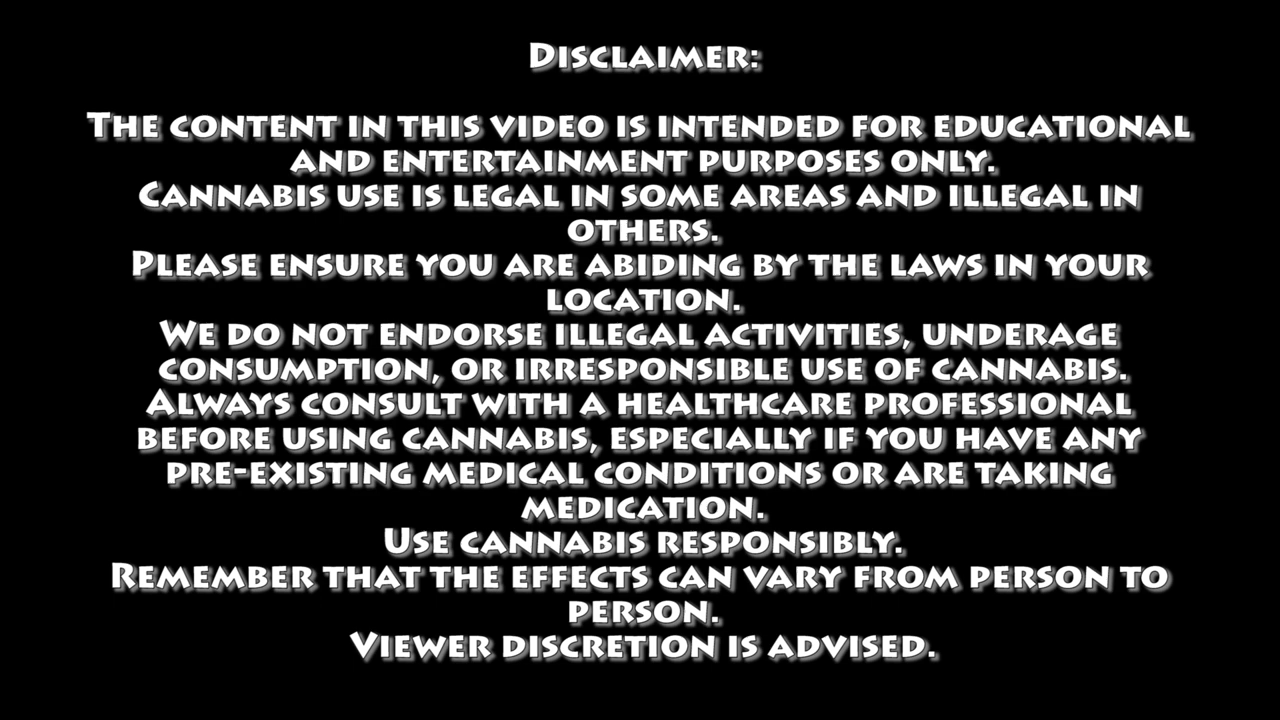 Disclaimer:
The content in this video is intended for educational
and entertainment purposes only.
Cannabis use is legal in some areas and illegal in
others.
Please ensure you are abiding by the laws in your
location.
We do not endorse illegal activities, underage
consumption, or irresponsible use of cannabis.
Always consult with a healthcare professional
before using cannabis, especially if you have any
pre-existing medical conditions or are taking
medication.
Use cannabis responsibly.
Remember that the effects can vary from person to
person.
Viewer discretion is advised.